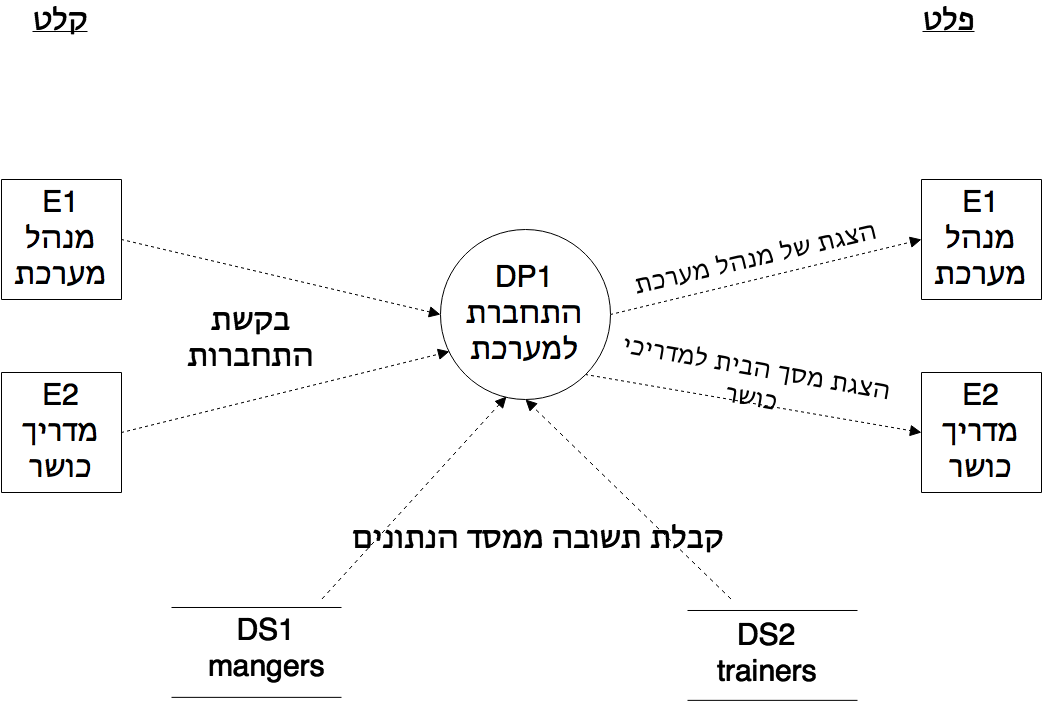 קלט
פלט
E1
מנהל
מערכת
E2
מדריך
כושר
בקשת
התחברות
DP1
התחברת
למערכת
הצגת של מנהל מערכת
הצגת מסך הבית למדריכי
כושר
E1
מנהל
מערכת
E2
מדריך
כושר
קבלת תשובה ממסד הנתונים
DS1
mangers
DS2
trainers